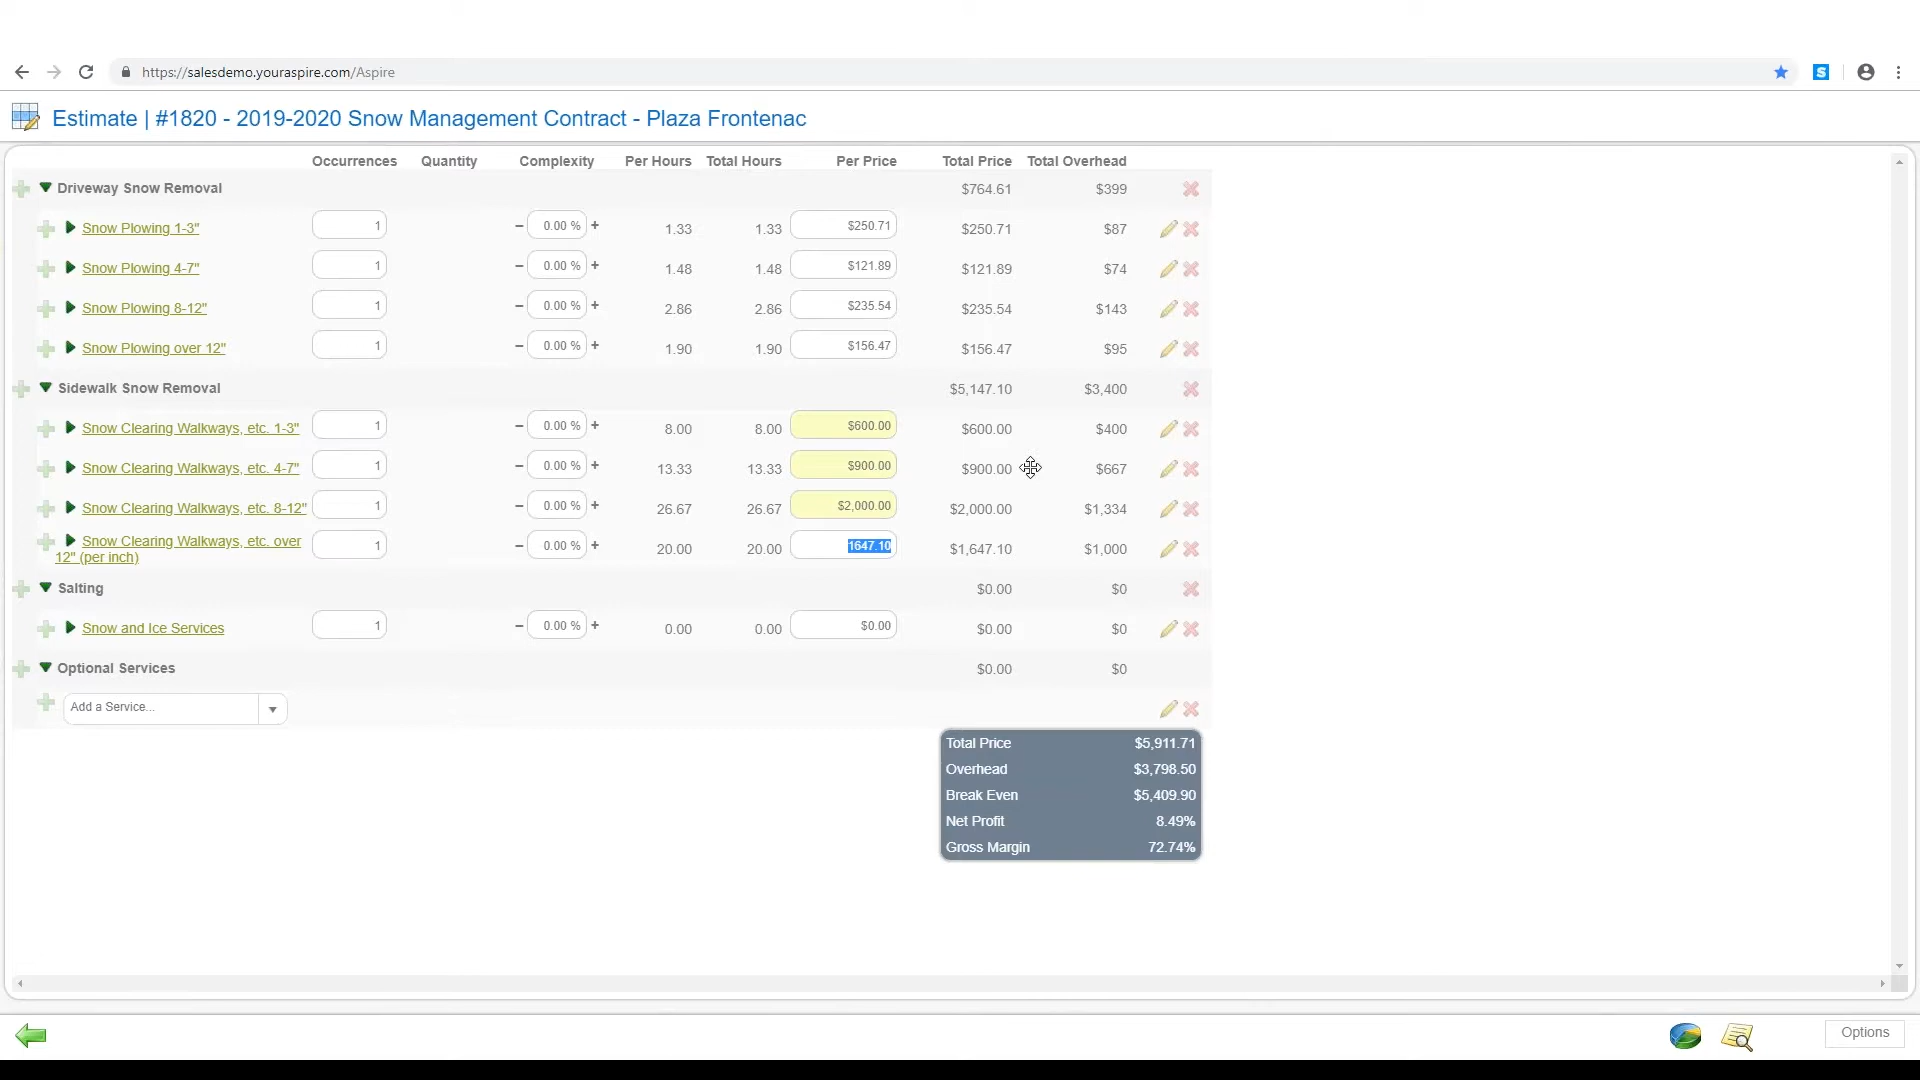 https://salesdemo.youraspire.com/Aspire
S
Estimate | #1820 - 2019-2020 Snow Management Contract - Plaza Frontenac
Occurrences Quantity Complexity Per Hours Total Hours Per Price Total Price Total Overhead
Driveway Snow Removal $764.61 $399
Snow Plowing 1-3" 1 − 0.00 % + 1.33 1.33 $250.71 $250.71 $87
Snow Plowing 4-7" 1 − 0.00 % + 1.48 1.48 $121.89 $121.89 $74
Snow Plowing 8-12" 1 − 0.00 % + 2.86 2.86 $235.54 $235.54 $143
Snow Plowing over 12" 1 − 0.00 % + 1.90 1.90 $156.47 $156.47 $95
Sidewalk Snow Removal $5,147.10 $3,400
Snow Clearing Walkways, etc. 1-3" 1 − 0.00 % + 8.00 8.00 $600.00 $600.00 $400
Snow Clearing Walkways, etc. 4-7" 1 − 0.00 % + 13.33 13.33 $900.00 $900.00 $667
Snow Clearing Walkways, etc. 8-12" 1 − 0.00 % + 26.67 26.67 $2,000.00 $2,000.00 $1,334
Snow Clearing Walkways, etc. over
12" (per inch) 1 − 0.00 % + 20.00 20.00 1647.10 $1,647.10 $1,000
Salting $0.00 $0
Snow and Ice Services 1 − 0.00 % + 0.00 0.00 $0.00 $0.00 $0
Optional Services $0.00 $0
Add a Service...
Total Price $5,911.71
Overhead $3,798.50
Break Even $5,409.90
Net Profit 8.49%
Gross Margin 72.74%
Options